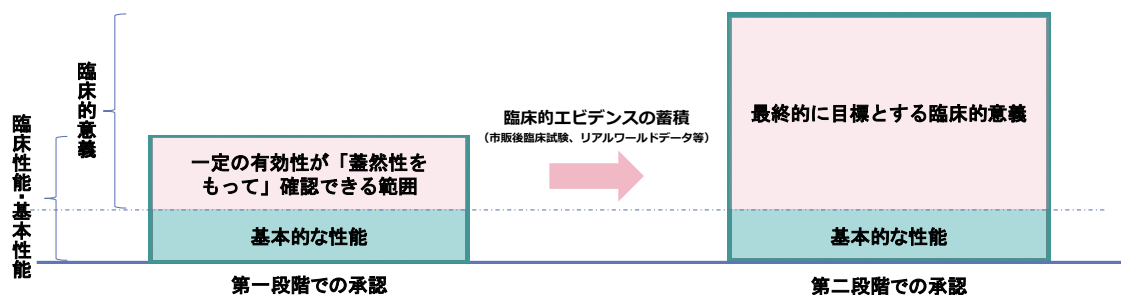 臨床性能・基本性能
臨床的意義
一定の有効性が「蓋然性を
もって」確認できる範囲
基本的な性能
第一段階での承認
臨床的エビデンスの蓄積
（市販後臨床試験、リアルワールドデータ等）
最終的に目標とする臨床的意義
基本的な性能
第二段階での承認